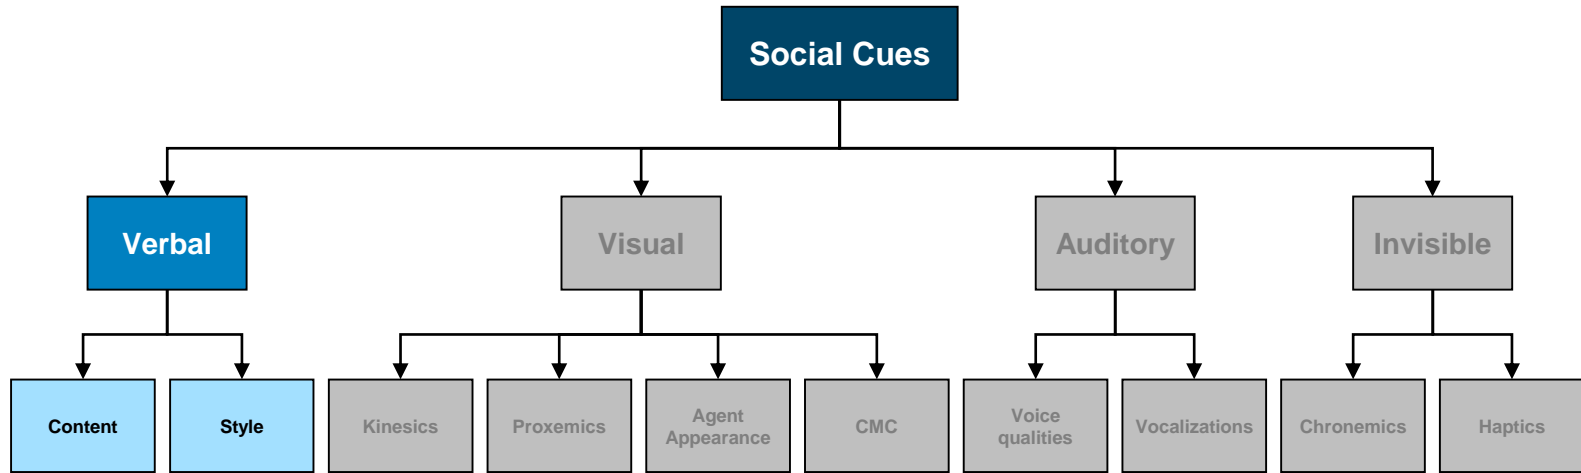 Social Cues
Verbal
Visual
Auditory
Invisible
Content
Style
Kinesics
Proxemics
Agent
Appearance
CMC
Voice
qualities
Vocalizations
Chronemics
Haptics